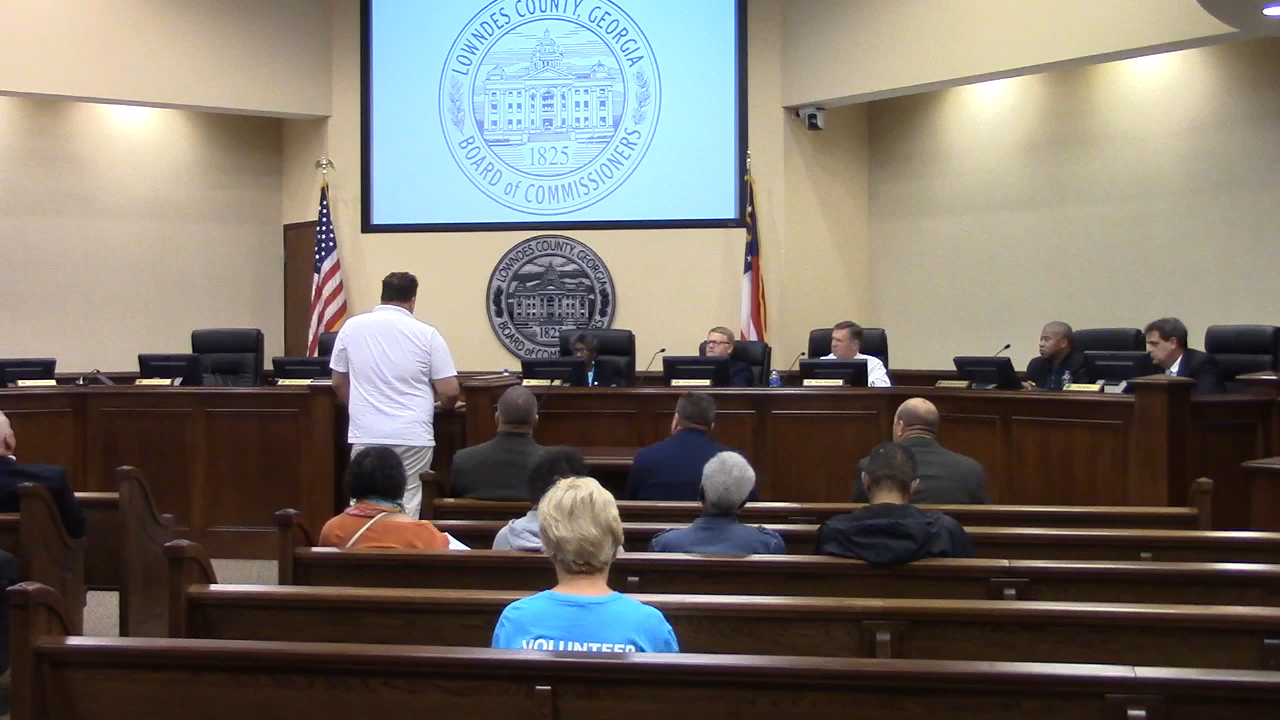 LOWNDES COUNTY, GEORGIA
1825
BOARD of COMMISSIONERS
LOWNDES COUNTY, GEORGIA
1825
BOARD of COMMISSIONERS
VOLUNTEER